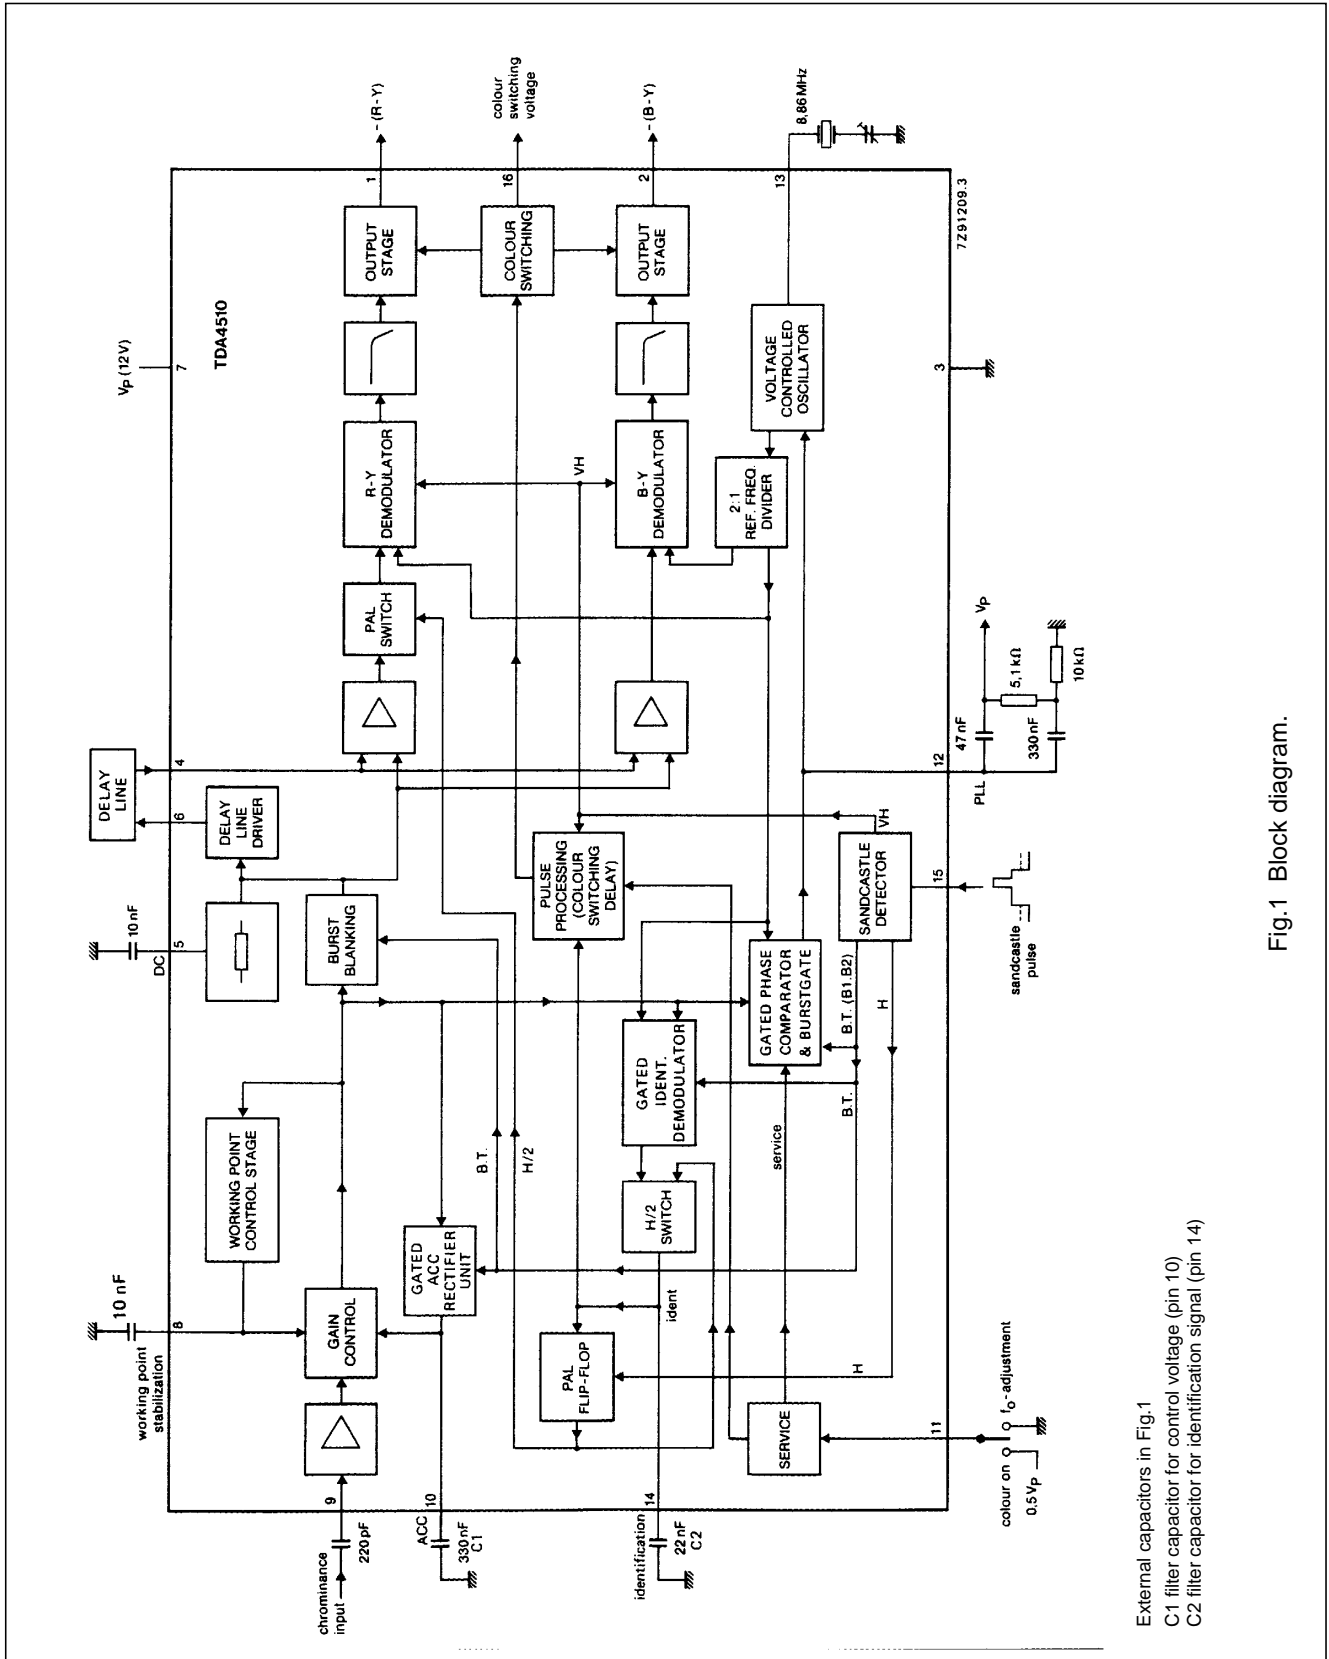 VP (12V)
7
TDA4510
DELAY
LINE
10 nF
DC
5
6
4
DELAY
LINE
DRIVER
BURST
BLANKING
10 nF
8
working point
stabilization
WORKING POINT
CONTROL STAGE
chrominance
input
220pF
9
GAIN
CONTROL
ACC
10
330nF
C1
GATED
ACC
RECTIFIER
UNIT
B.T.
H/2
PAL
SWITCH
R-Y
DEMODULATOR
OUTPUT
STAGE
1
-(R-Y)
COLOUR
SWITCHING
16
colour
switching
voltage
VH
B-Y
DEMODULATOR
OUTPUT
STAGE
2
-(B-Y)
PULSE
PROCESSING
(COLOUR
SWITCHING
DELAY)
PAL
FLIP-FLOP
ident
identification
14
22nF
C2
H/2
SWITCH
GATED
IDENT.
DEMODULATOR
2:1
REF. FREQ.
DIVIDER
VOLTAGE
CONTROLLED
OSCILLATOR
13
8,86MHz
SERVICE
service
GATED PHASE
COMPARATOR
& BURSTGATE
B.T.
B.T. (B1.B2)
H
H
VH
SANDCASTLE
DETECTOR
11
15
12
3
7Z91209.3
colour on
fo-adjustment
0.5VP
sandcastle
pulse
PLL
47nF
330nF
VP
5,1kΩ
10kΩ
External capacitors in Fig.1
C1 filter capacitor for control voltage (pin 10)
C2 filter capacitor for identification signal (pin 14)
Fig.1 Block diagram.